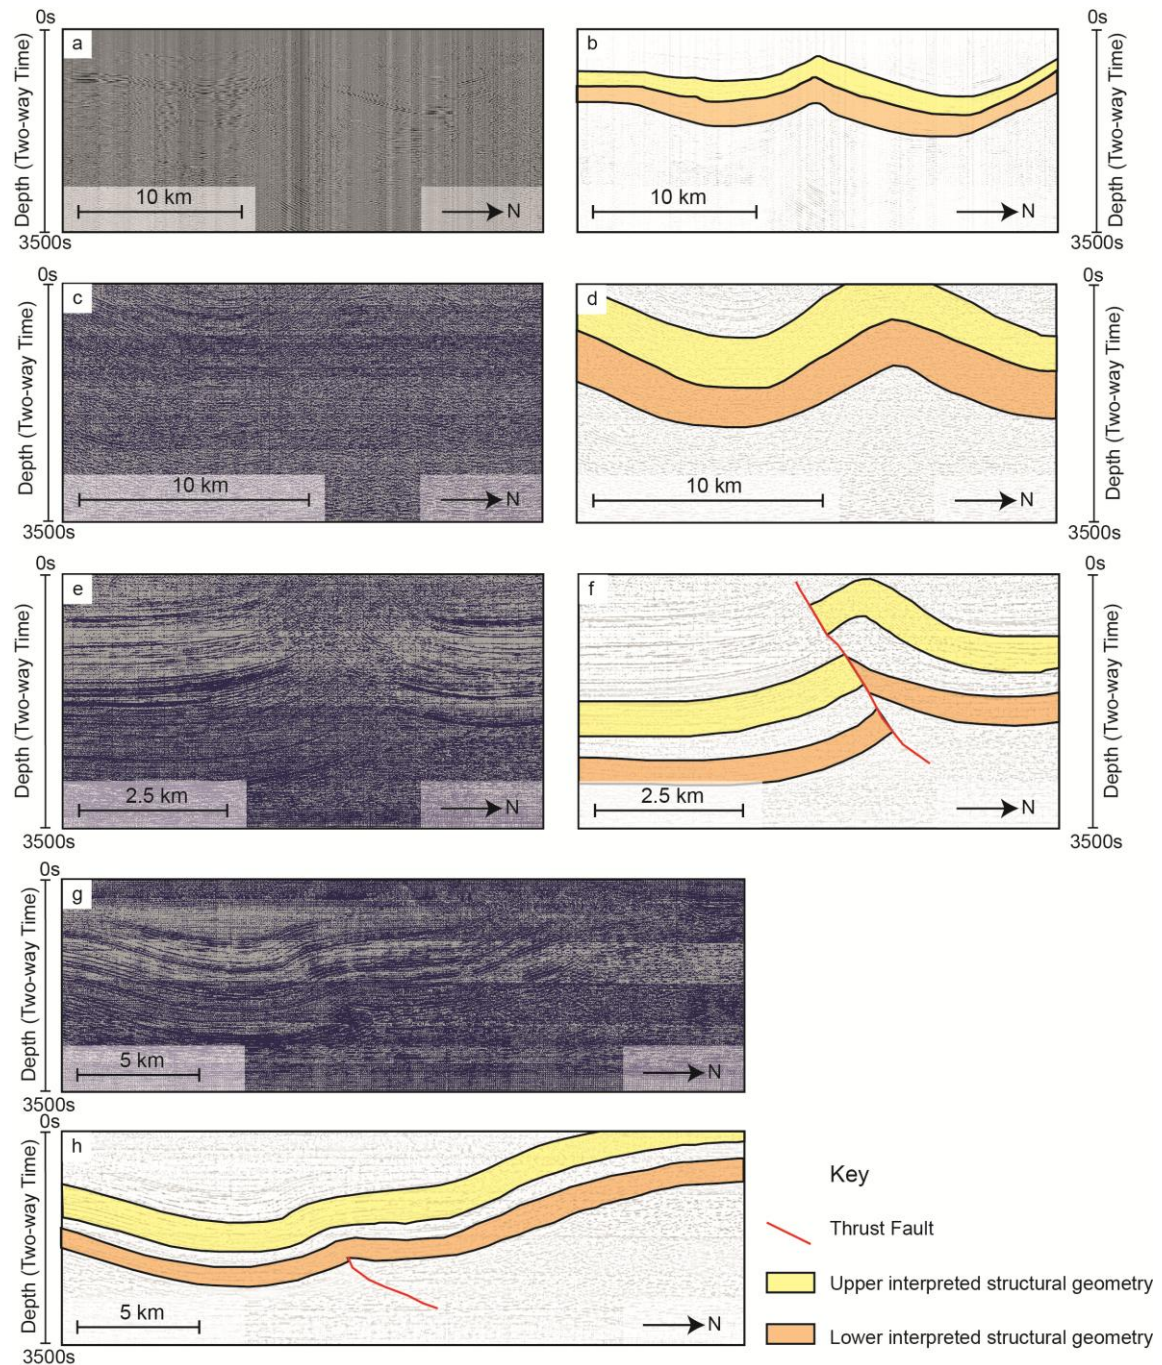 0s
a
Depth (Two-way Time)
10 km
N
3500s
0s
b
Depth (Two-way Time)
10 km
N
3500s
0s
c
Depth (Two-way Time)
10 km
N
3500s
0s
d
Depth (Two-way Time)
10 km
N
3500s
0s
e
Depth (Two-way Time)
2.5 km
N
3500s
0s
f
Depth (Two-way Time)
2.5 km
N
3500s
0s
g
Depth (Two-way Time)
5 km
N
3500s
0s
h
Depth (Two-way Time)
5 km
N
3500s
Key
Thrust Fault
Upper interpreted structural geometry
Lower interpreted structural geometry